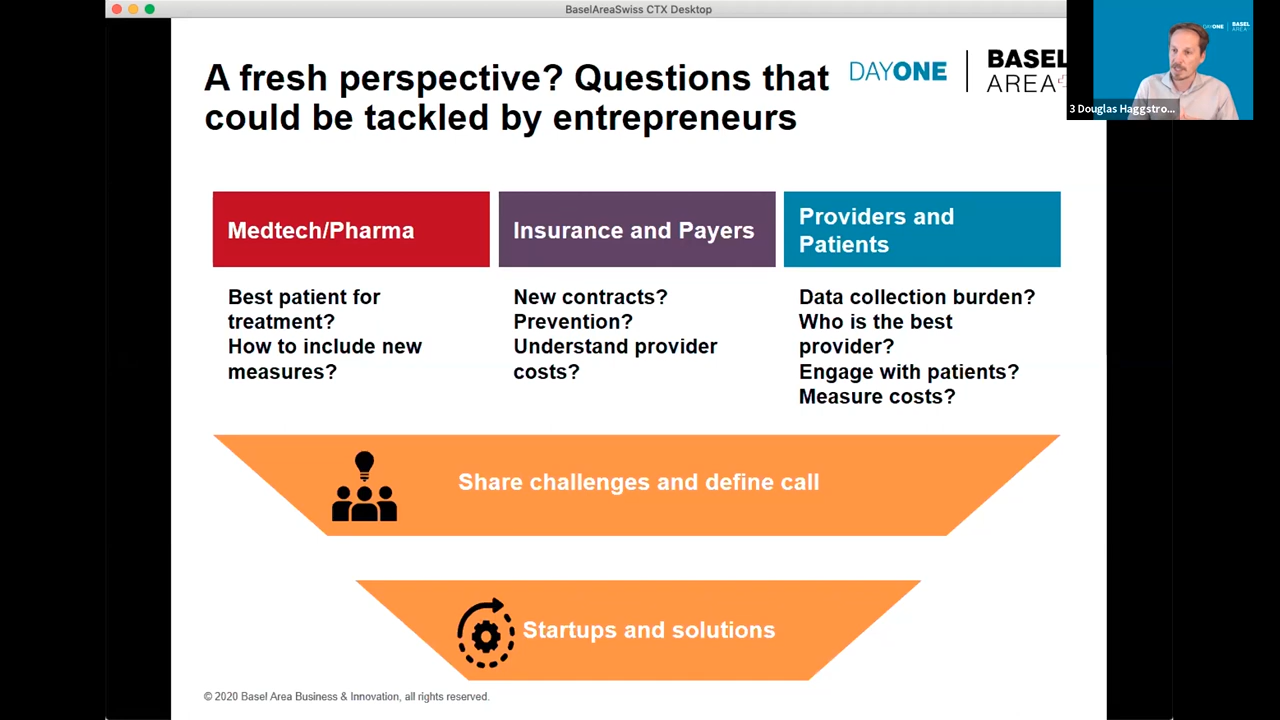 BaselAreaSwiss CTX Desktop
A fresh perspective? Questions that
could be tackled by entrepreneurs
DAYONE
BASEL
AREA
DAYONE
BASEL
AREA
3 Douglas Haggstro...
Medtech/Pharma
Best patient for
treatment?
How to include new
measures?
Insurance and Payers
New contracts?
Prevention?
Understand provider
costs?
Providers and
Patients
Data collection burden?
Who is the best
provider?
Engage with patients?
Measure costs?
Share challenges and define call
Startups and solutions
© 2020 Basel Area Business & Innovation, all rights reserved.